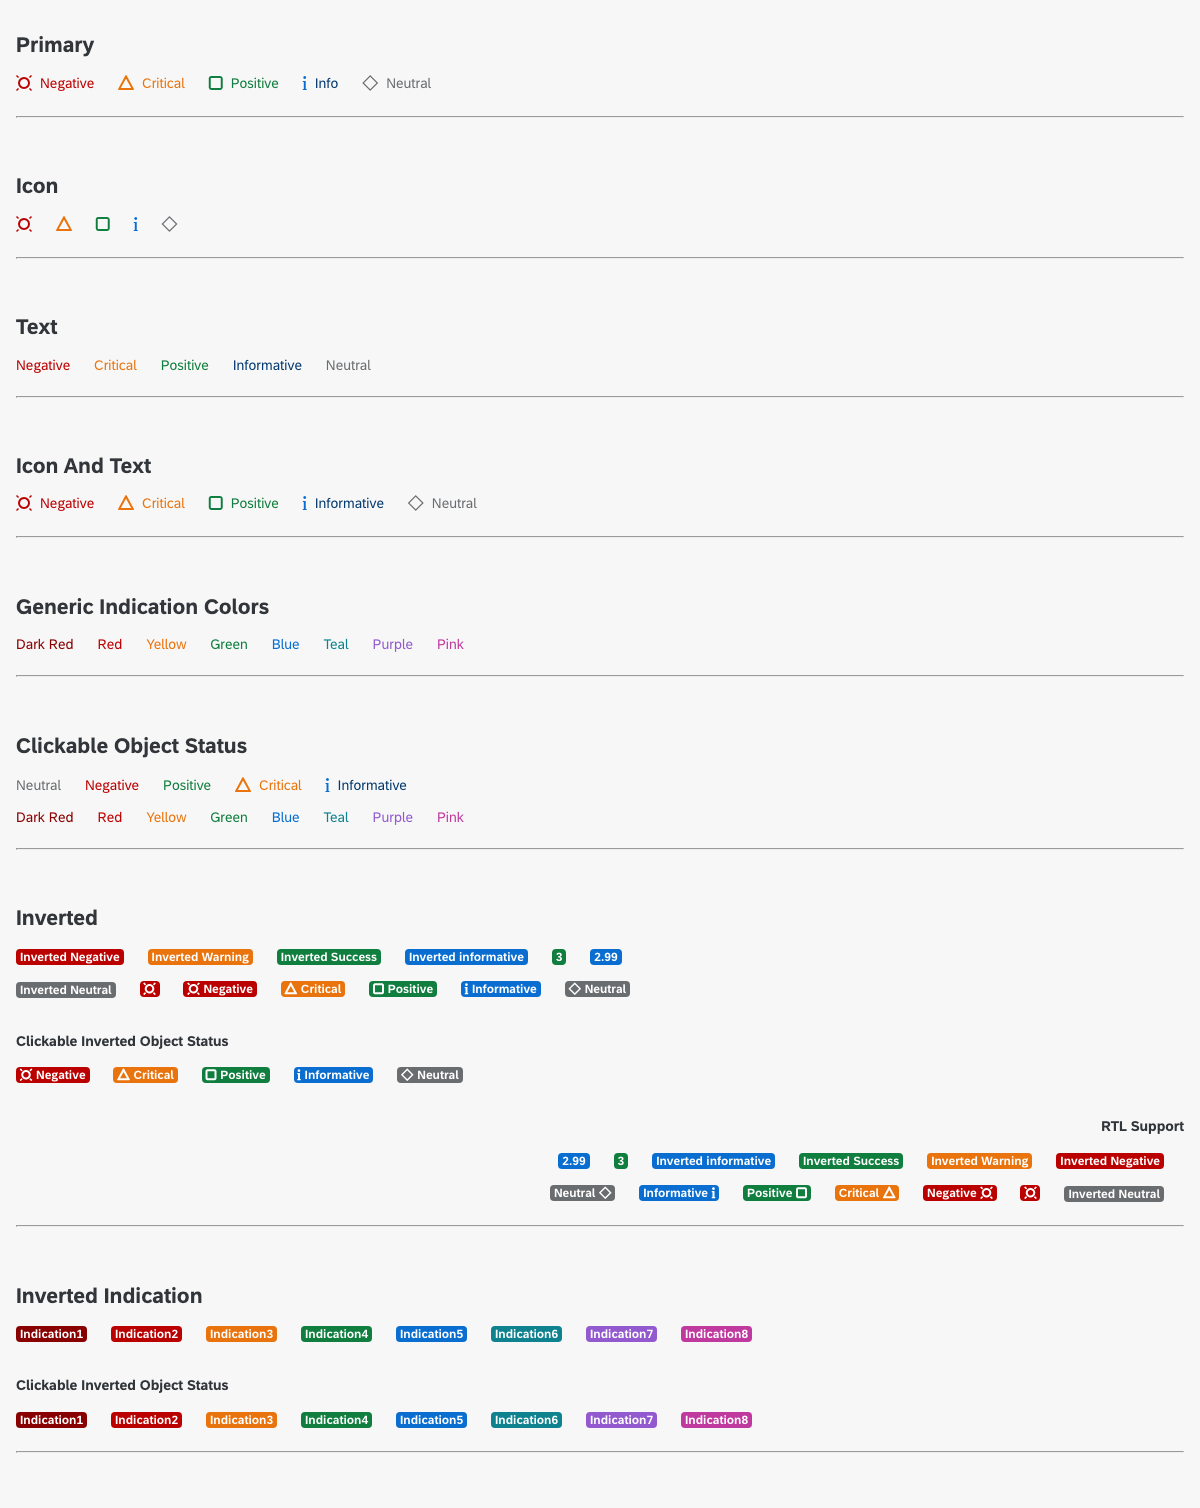 Primary
Negative Critical Positive Info Neutral
Icon
Text
Negative Critical Positive Informative Neutral
Icon And Text
Negative Critical Positive Informative Neutral
Generic Indication Colors
Dark Red Red Yellow Green Blue Teal Purple Pink
Clickable Object Status
Neutral Negative Positive Critical Informative
Dark Red Red Yellow Green Blue Teal Purple Pink
Inverted
Inverted Negative Inverted Warning Inverted Success Inverted informative 3 2.99
Inverted Neutral Negative Critical Positive Informative Neutral
Clickable Inverted Object Status
Negative Critical Positive Informative Neutral
RTL Support
2.99 3 Inverted informative Inverted Success Inverted Warning Inverted Negative
Neutral Informative Positive Critical Negative Inverted Neutral
Inverted Indication
Indication1 Indication2 Indication3 Indication4 Indication5 Indication6 Indication7 Indication8
Clickable Inverted Object Status
Indication1 Indication2 Indication3 Indication4 Indication5 Indication6 Indication7 Indication8